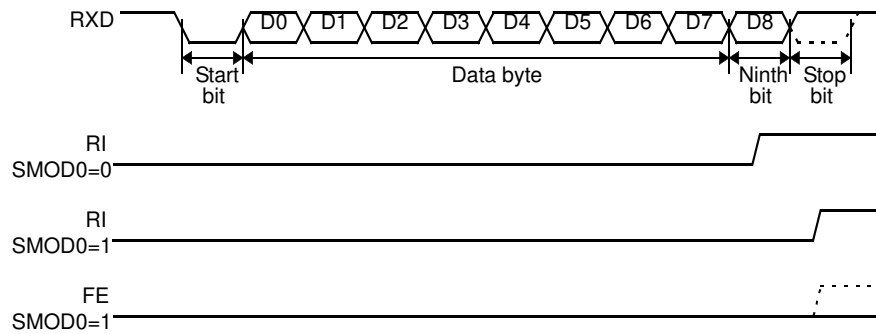 RXD D0 D1 D2 D3 D4 D5 D6 D7 D8
Start bit Data byte Ninth bit Stop bit
RI
SMOD0=0
RI
SMOD0=1
FE
SMOD0=1